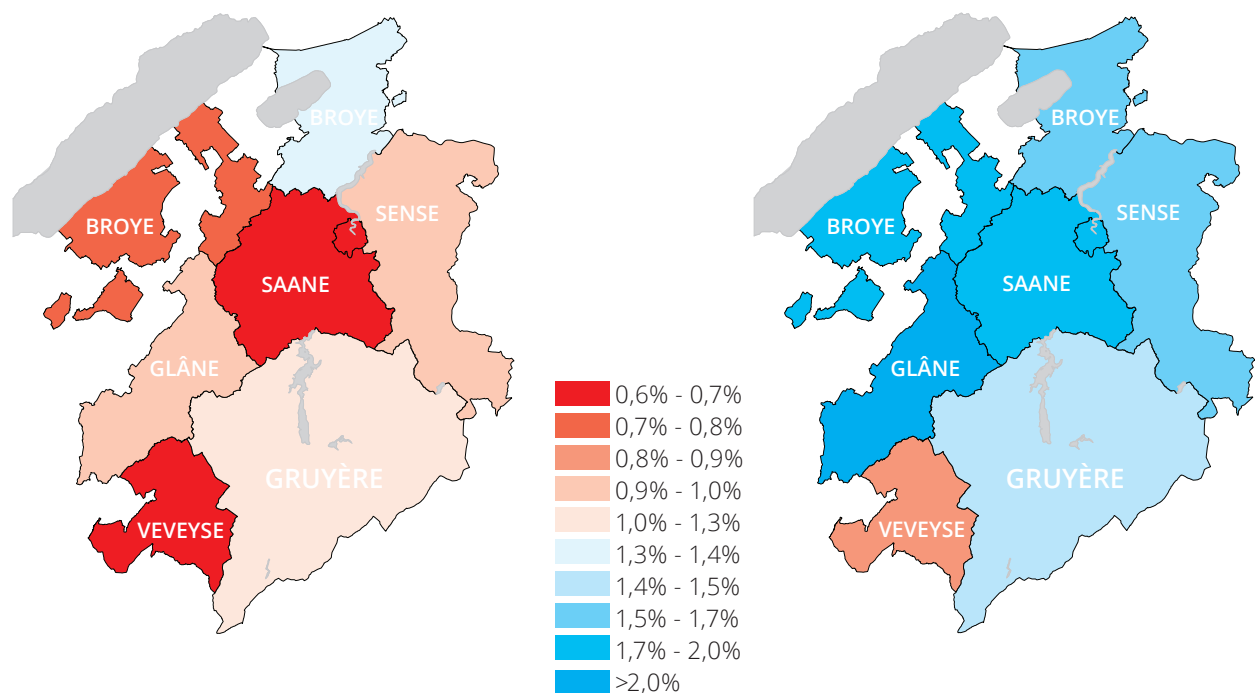 BROYE
BROYE
SENSE
SAANE
GLÂNE
GRUYÈRE
VEVEYSE
0,6% - 0,7%
0,7% - 0,8%
0,8% - 0,9%
0,9% - 1,0%
1,0% - 1,3%
1,3% - 1,4%
1,4% - 1,5%
1,5% - 1,7%
1,7% - 2,0%
>2,0%
BROYE
BROYE
SENSE
SAANE
GLÂNE
GRUYÈRE
VEVEYSE